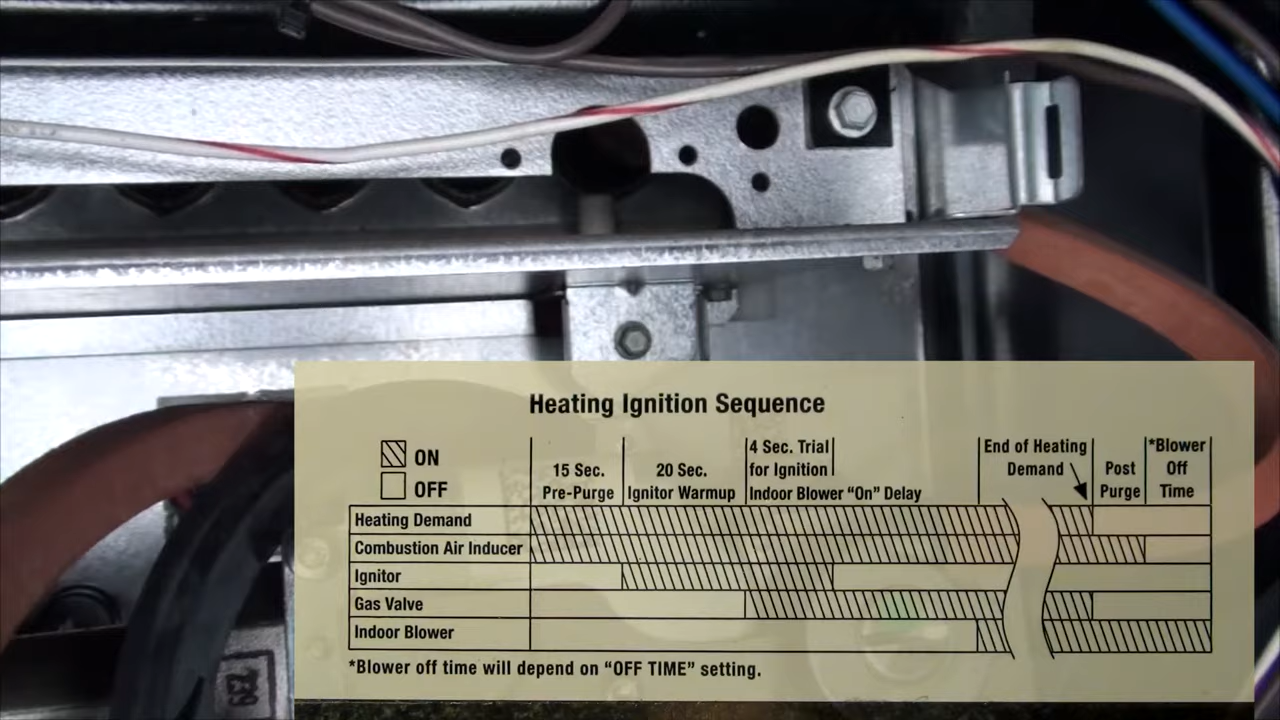 Heating Ignition Sequence
ON
OFF
15 Sec.
Pre-Purge
20 Sec.
Ignitor Warmup
4 Sec. Trial
for Ignition
Indoor Blower “On” Delay
End of Heating
Demand
Post
Purge
*Blower
Off
Time
Heating Demand
Combustion Air Inducer
Ignitor
Gas Valve
Indoor Blower
*Blower off time will depend on “OFF TIME” setting.
239